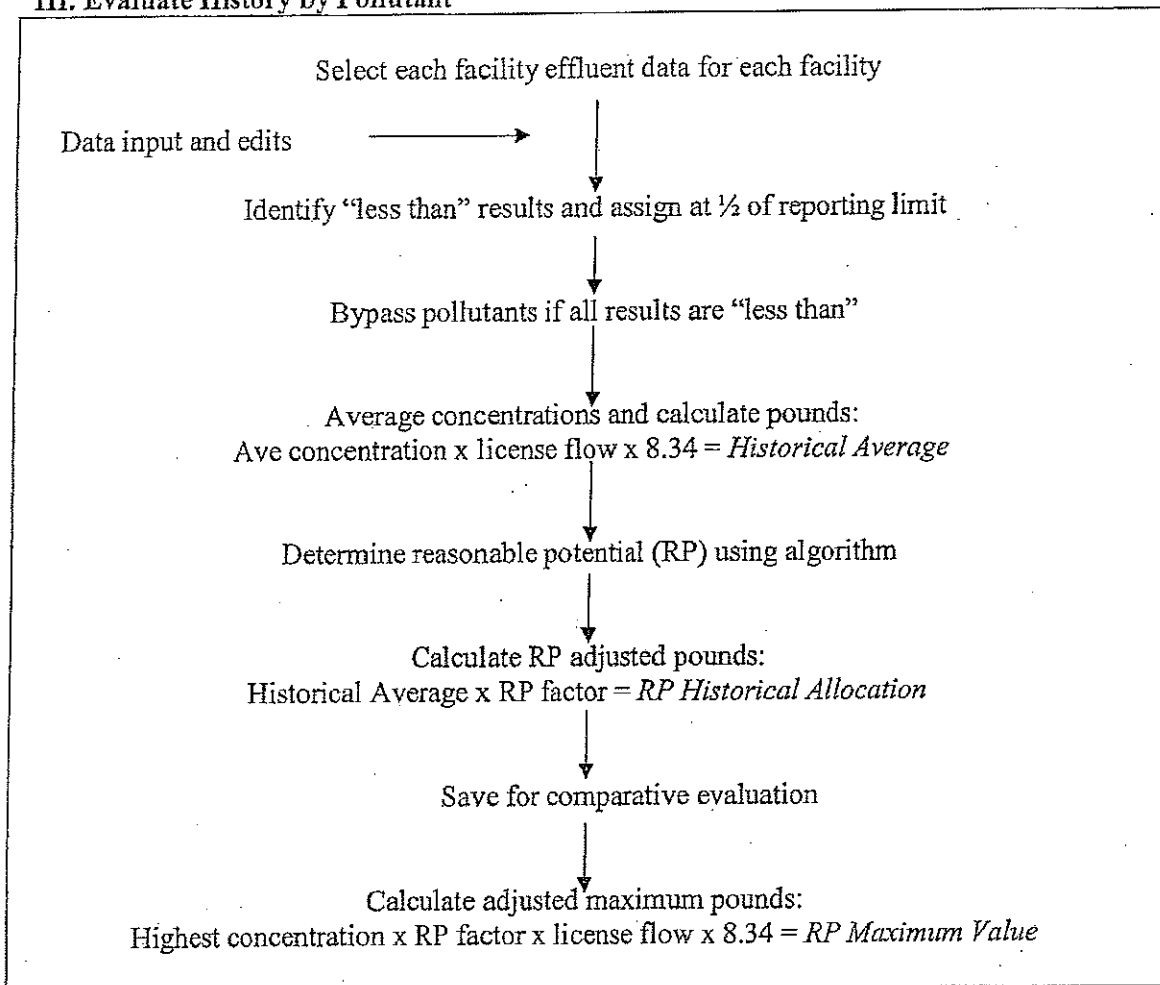 III. Evaluate History by Pollutant
Select each facility effluent data for each facility
Data input and edits
Identify “less than” results and assign at ½ of reporting limit
Bypass pollutants if all results are “less than”
Average concentrations and calculate pounds:
Ave concentration x license flow x 8.34 = Historical Average
Determine reasonable potential (RP) using algorithm
Calculate RP adjusted pounds:
Historical Average x RP factor = RP Historical Allocation
Save for comparative evaluation
Calculate adjusted maximum pounds:
Highest concentration x RP factor x license flow x 8.34 = RP Maximum Value